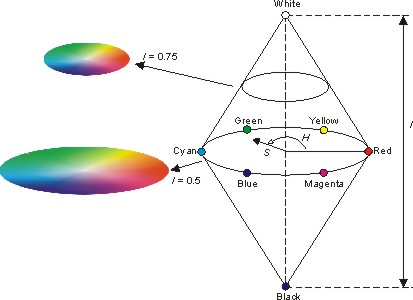 White
I = 0.75
Green
Yellow
H
Cyan
S
Red
I
I = 0.5
Blue
Magenta
Black